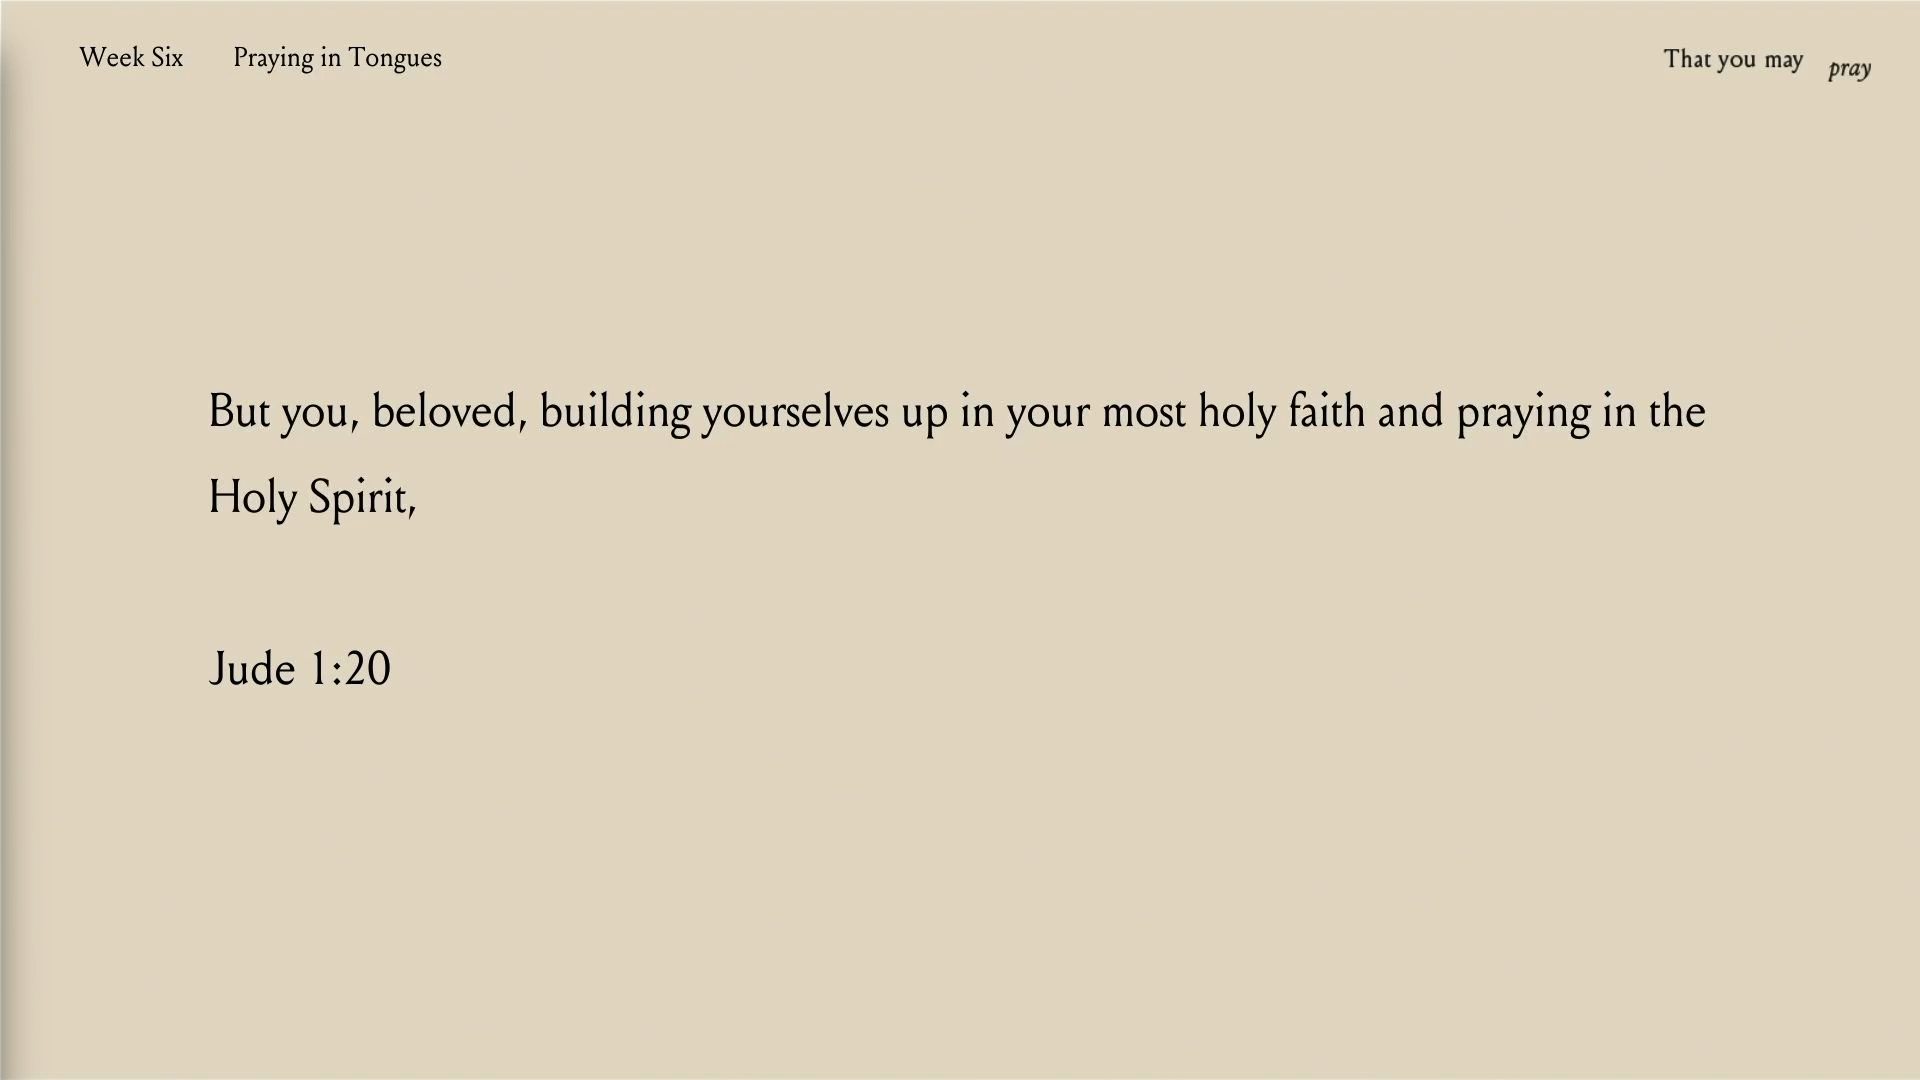 Week Six Praying in Tongues That you may pray
But you, beloved, building yourselves up in your most holy faith and praying in the
Holy Spirit,
Jude 1:20